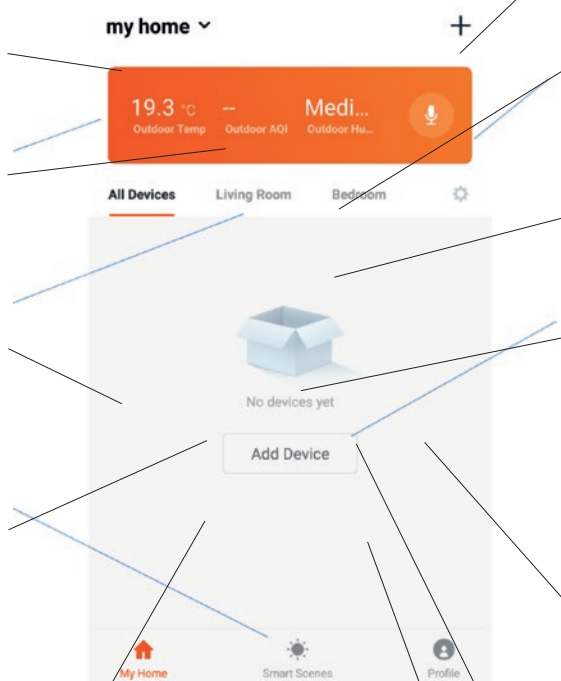 my home
19.3 °C -- Medi...
Outdoor Temp Outdoor AQI Outdoor Hu...
All Devices Living Room Bedroom
No devices yet
Add Device
My Home Smart Scenes Profile